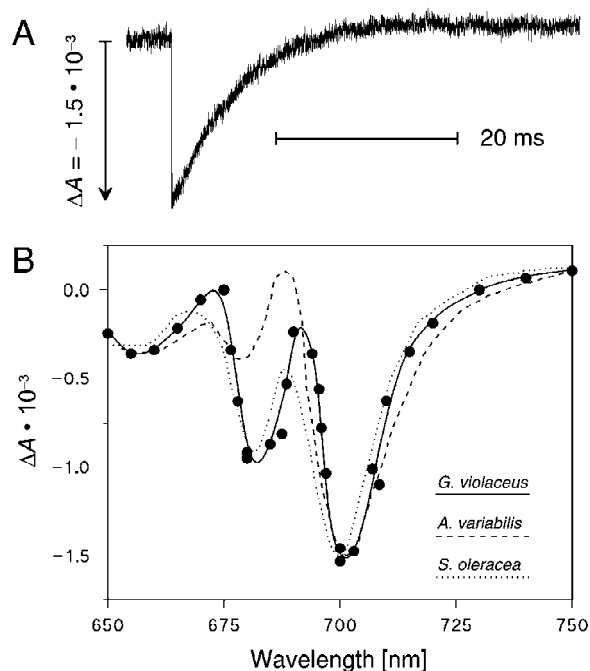 A
ΔA = − 1.5 • 10⁻³
20 ms
B
ΔA • 10⁻³
0.0
−0.5
−1.0
−1.5
G. violaceus
A. variabilis
S. oleracea
650
675
700
725
750
Wavelength [nm]